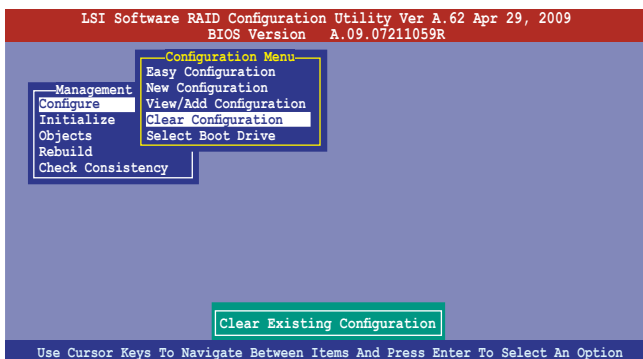 LSI Software RAID Configuration Utility Ver A.62 Apr 29, 2009
BIOS Version A.09.07211059R
Configuration Menu
Easy Configuration
New Configuration
View/Add Configuration
Clear Configuration
Select Boot Drive
Management
Configure
Initialize
Objects
Rebuild
Check Consistency
Clear Existing Configuration
Use Cursor Keys To Navigate Between Items And Press Enter To Select An Option